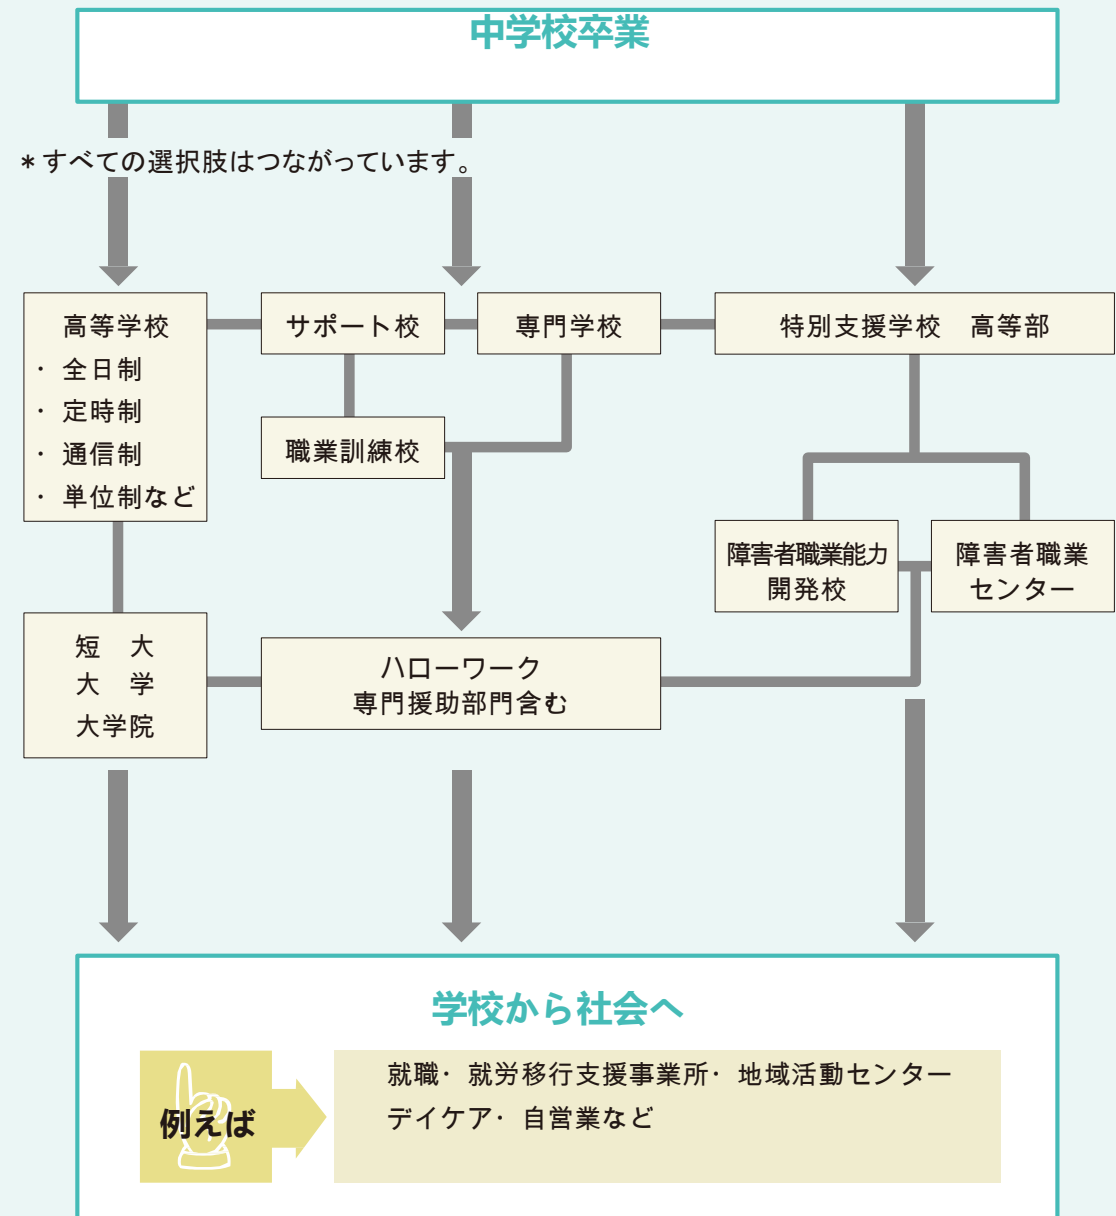 中学校卒業
*すべての選択肢はつながっています。
高等学校
・全日制
・定時制
・通信制
・単位制など
サポート校
専門学校
特別支援学校　高等部
職業訓練校
障害者職業能力
開発校
障害者職業
センター
短　大
大　学
大学院
ハローワーク
専門援助部門含む
学校から社会へ
例えば
就職・就労移行支援事業所・地域活動センター
デイケア・自営業など